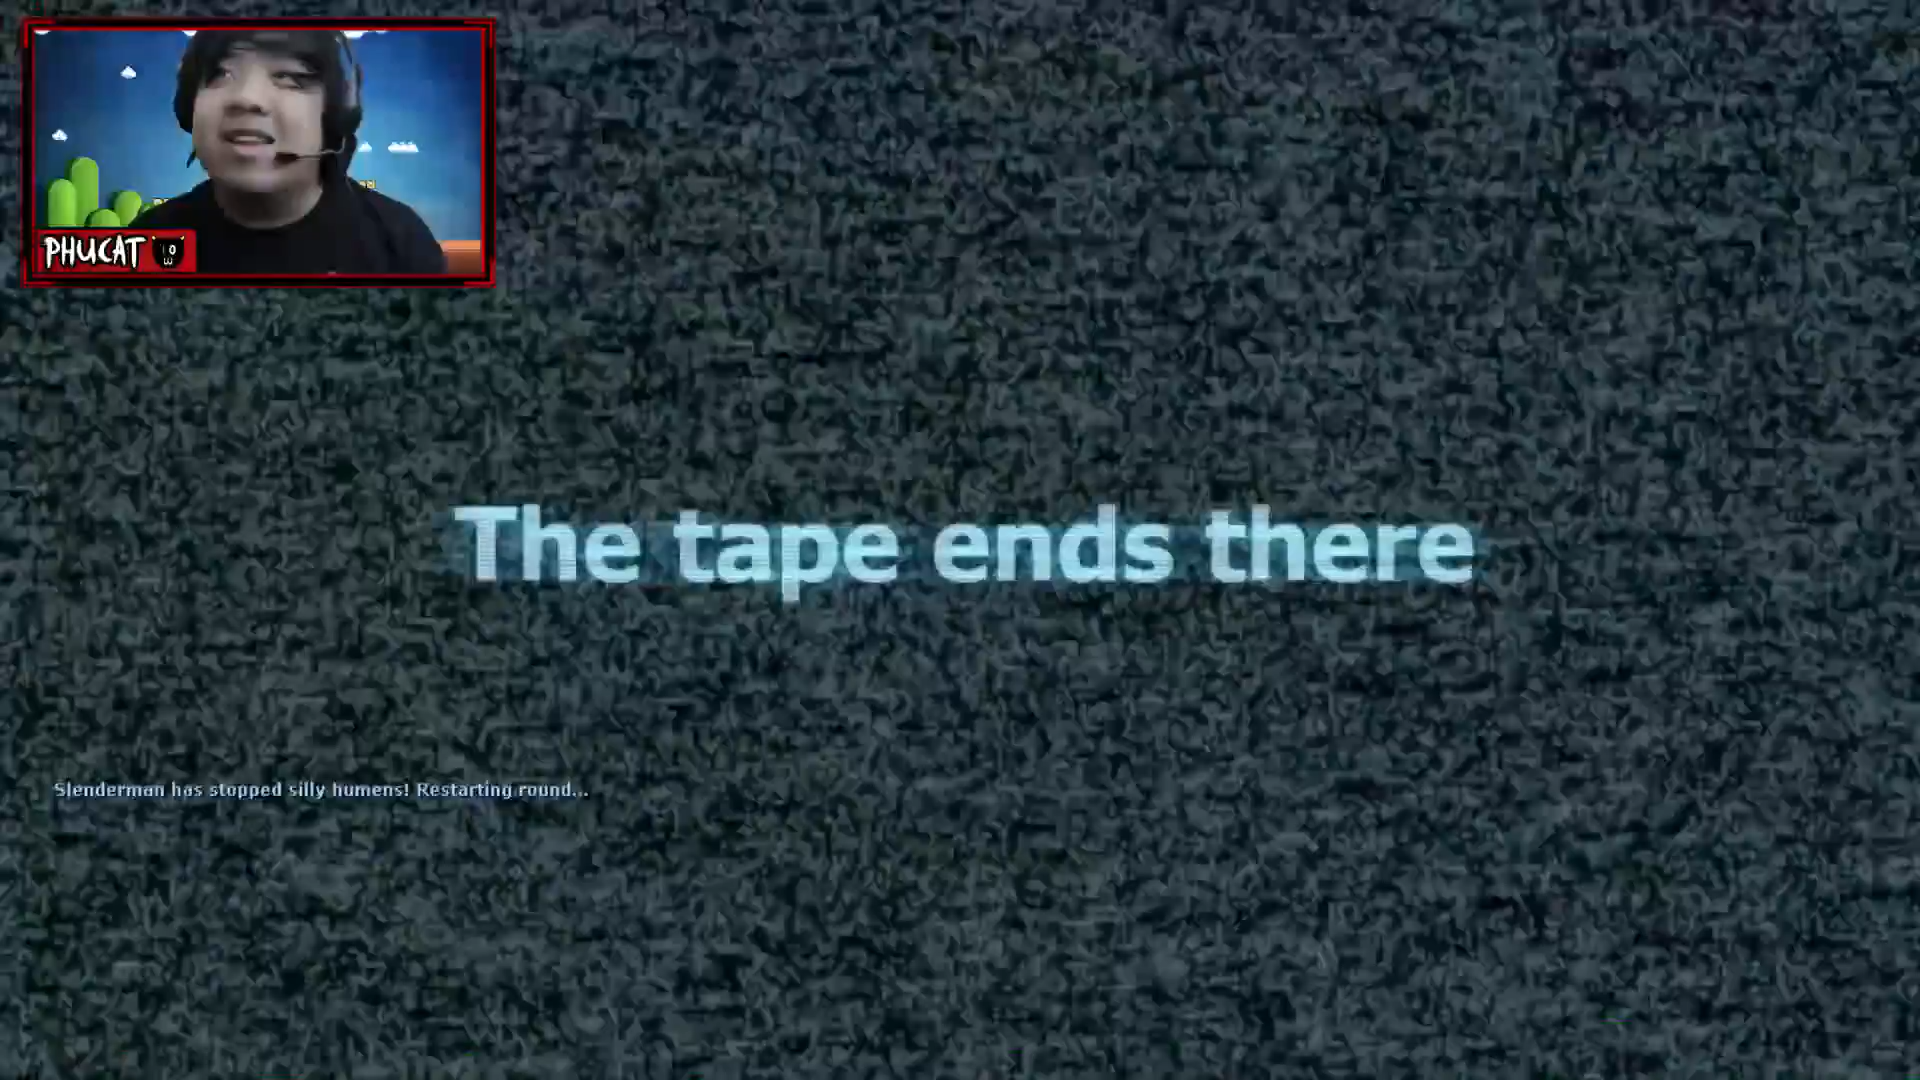 PHUCAT
The tape ends there
Slenderman has stopped silly humens! Restarting round...